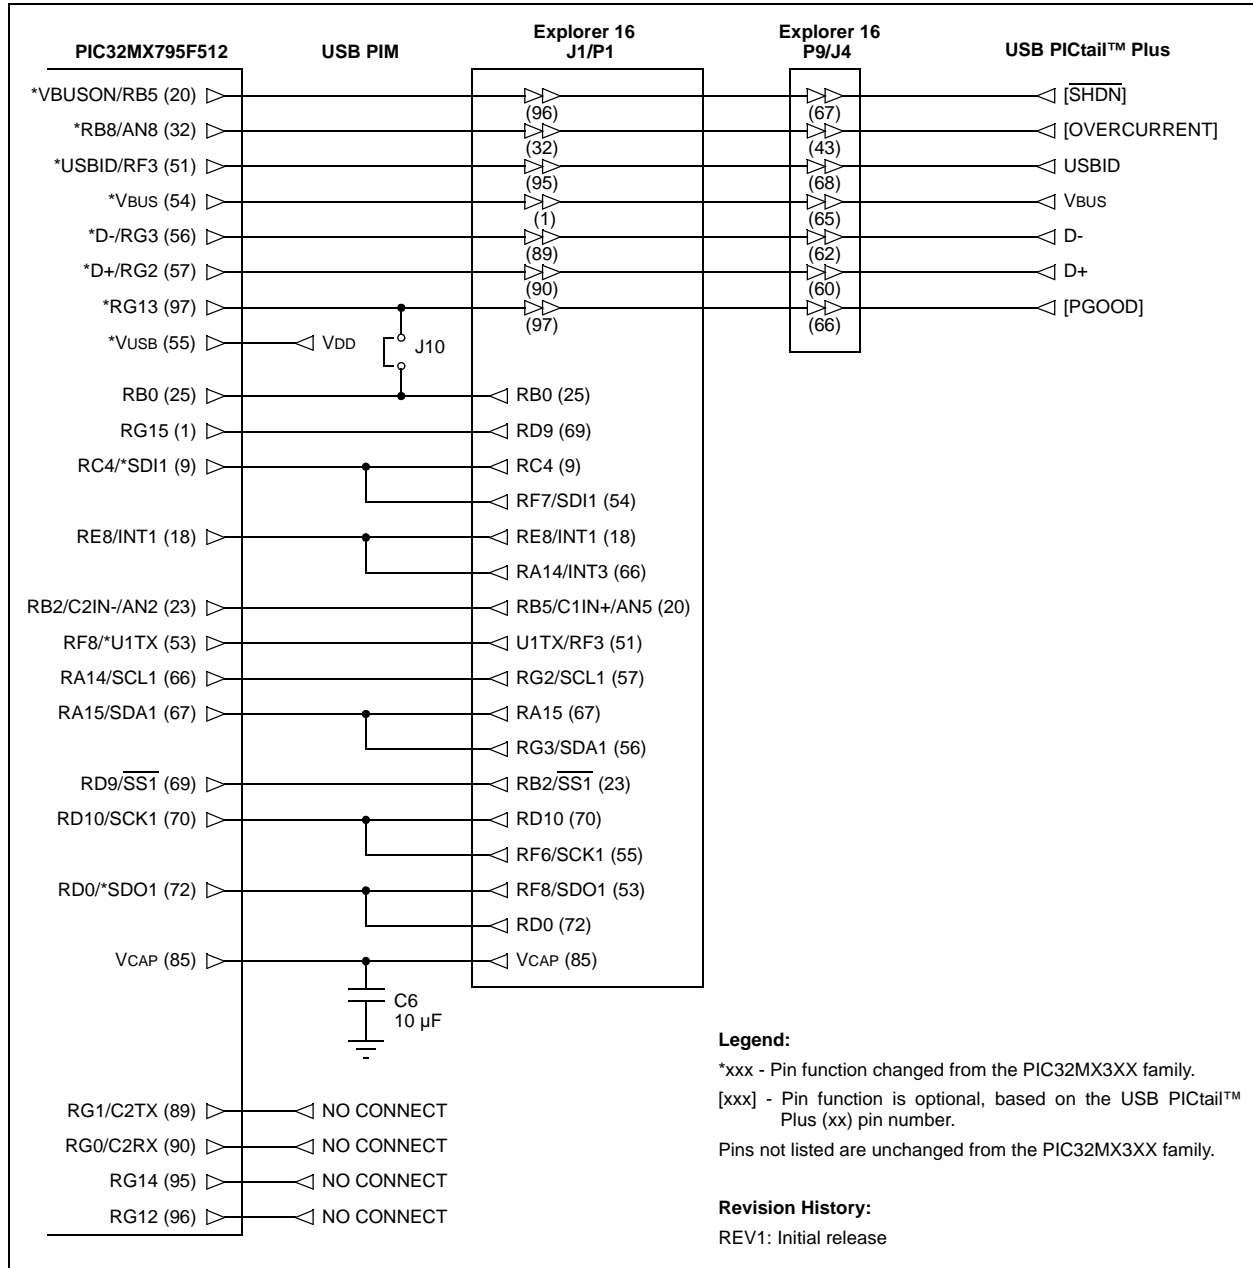 PIC32MX795F512 USB PIM Explorer 16 J1/P1 Explorer 16 P9/J4 USB PICtail™ Plus
*VBUSON/RB5 (20) (96) (67) [SHDN]
*RB8/AN8 (32) (32) (43) [OVERCURRENT]
*USBID/RF3 (51) (95) (68) USBID
*VBUS (54) (1) (65) VBUS
*D-/RG3 (56) (89) (62) D-
*D+/RG2 (57) (90) (60) D+
*RG13 (97) (97) (66) [PGOOD]
*VUSB (55) VDD J10
RB0 (25) RB0 (25)
RG15 (1) RD9 (69)
RC4/*SDI1 (9) RC4 (9)
RF7/SDI1 (54)
RE8/INT1 (18) RE8/INT1 (18)
RA14/INT3 (66)
RB2/C2IN-/AN2 (23) RB5/C1IN+/AN5 (20)
RF8/*U1TX (53) U1TX/RF3 (51)
RA14/SCL1 (66) RG2/SCL1 (57)
RA15/SDA1 (67) RA15 (67)
RG3/SDA1 (56)
RD9/SS1 (69) RB2/SS1 (23)
RD10/SCK1 (70) RD10 (70)
RF6/SCK1 (55)
RD0/*SDO1 (72) RF8/SDO1 (53)
RD0 (72)
VCAP (85) VCAP (85)
C6
10 µF
RG1/C2TX (89) NO CONNECT
RG0/C2RX (90) NO CONNECT
RG14 (95) NO CONNECT
RG12 (96) NO CONNECT
Legend:
*xxx - Pin function changed from the PIC32MX3XX family.
[xxx] - Pin function is optional, based on the USB PICtail™
Plus (xx) pin number.
Pins not listed are unchanged from the PIC32MX3XX family.
Revision History:
REV1: Initial release